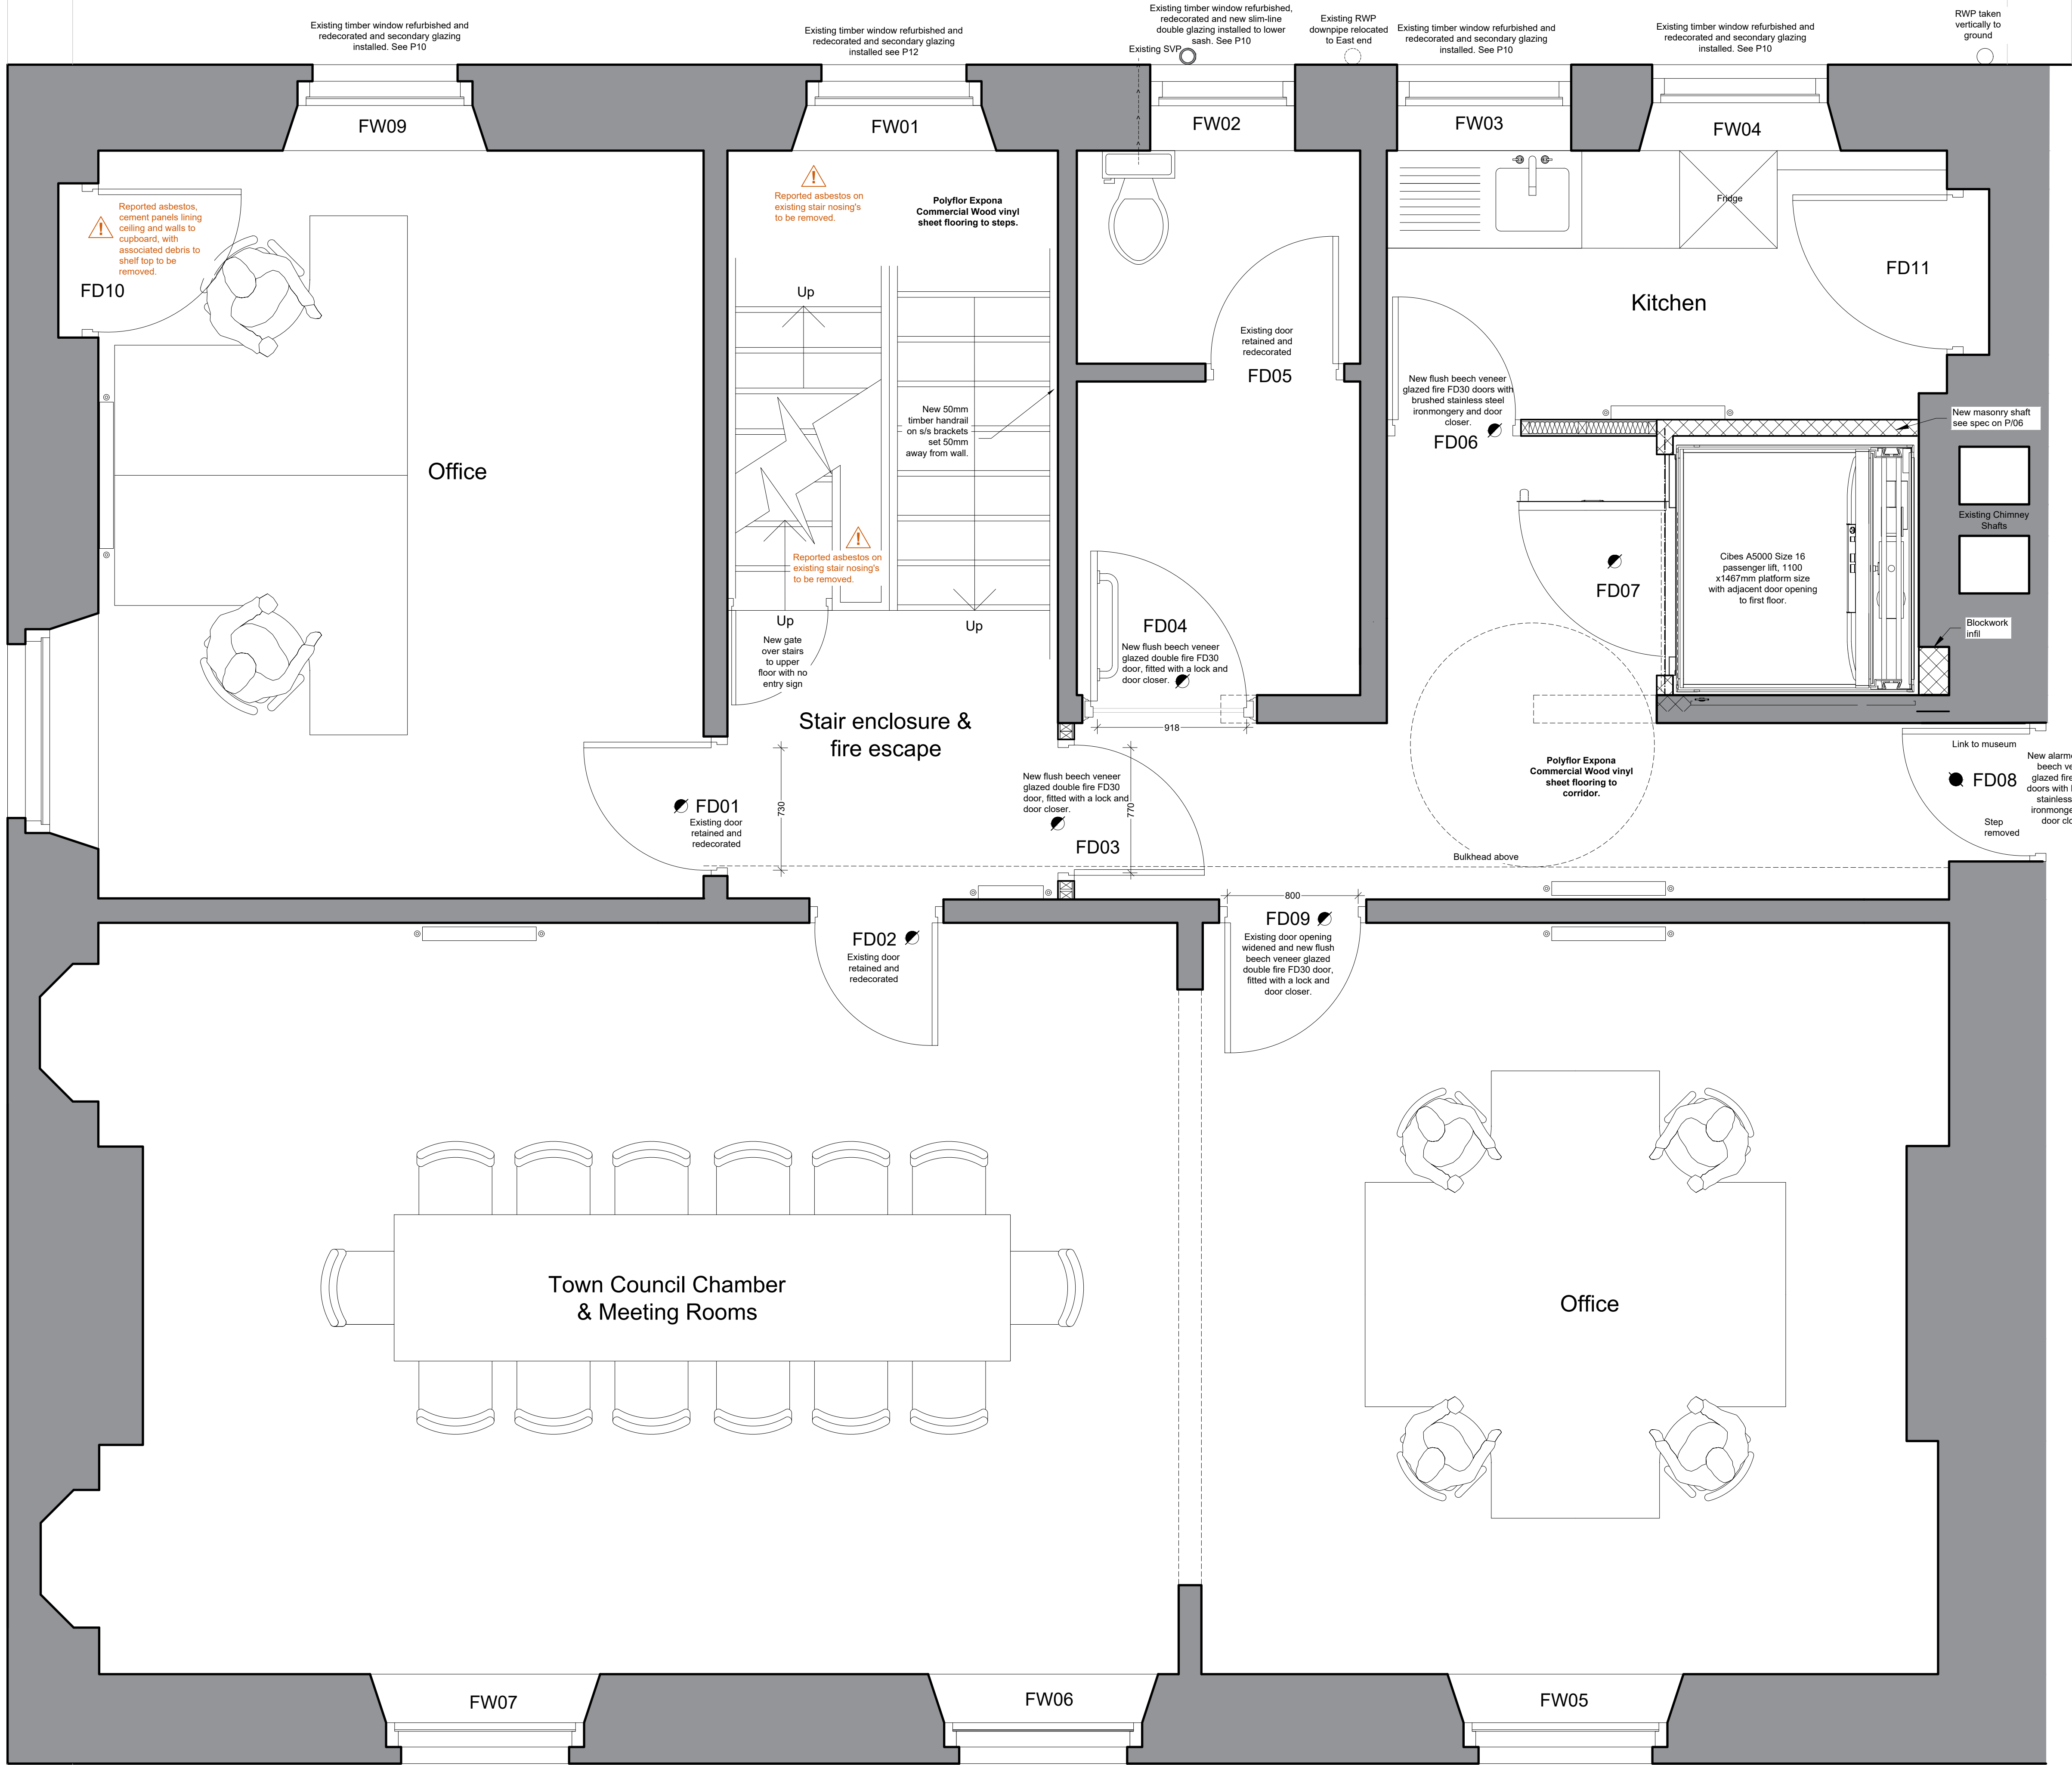 Existing timber window refurbished and
redecorated and secondary glazing
installed. See P10
Existing timber window refurbished and
redecorated and secondary glazing
installed see P12
Existing timber window refurbished,
redecorated and new slim-line
double glazing installed to lower
sash. See P10
Existing SVP
Existing RWP
downpipe relocated
to East end
Existing timber window refurbished and
redecorated and secondary glazing
installed. See P10
Existing timber window refurbished and
redecorated and secondary glazing
installed. See P10
RWP taken
vertically to
ground
FW09
FW01
FW02
FW03
FW04
Reported asbestos,
cement panels lining
ceiling and walls to
cupboard, with
associated debris to
shelf top to be
removed.
FD10
Office
Reported asbestos on
existing stair nosing's
to be removed.
Polyflor Expona
Commercial Wood vinyl
sheet flooring to steps.
Up
New 50mm
timber handrail
on s/s brackets
set 50mm
away from wall.
Reported asbestos on
existing stair nosing's
to be removed.
Up
Up
New gate
over stairs
to upper
floor with no
entry sign
Stair enclosure &
fire escape
Existing door
retained and
redecorated
FD05
FD04
New flush beech veneer
glazed double fire FD30
door, fitted with a lock and
door closer.
918
Fridge
FD11
Kitchen
New flush beech veneer
glazed fire FD30 doors with
brushed stainless steel
ironmongery and door
closer.
FD06
New masonry shaft
see spec on P/06
Existing Chimney
Shafts
Cibes A5000 Size 16
passenger lift, 1100
x1467mm platform size
with adjacent door opening
to first floor.
FD07
Blockwork
infil
Polyflor Expona
Commercial Wood vinyl
sheet flooring to
corridor.
Link to museum
FD08
Step
removed
New alarme
beech ve
glazed fire
doors with
stainless
ironmonge
door clo
FD01
Existing door
retained and
redecorated
730
New flush beech veneer
glazed double fire FD30
door, fitted with a lock and
door closer.
770
FD03
Bulkhead above
FD02
Existing door
retained and
redecorated
800
FD09
Existing door opening
widened and new flush
beech veneer glazed
double fire FD30 door,
fitted with a lock and
door closer.
Town Council Chamber
& Meeting Rooms
Office
FW07
FW06
FW05